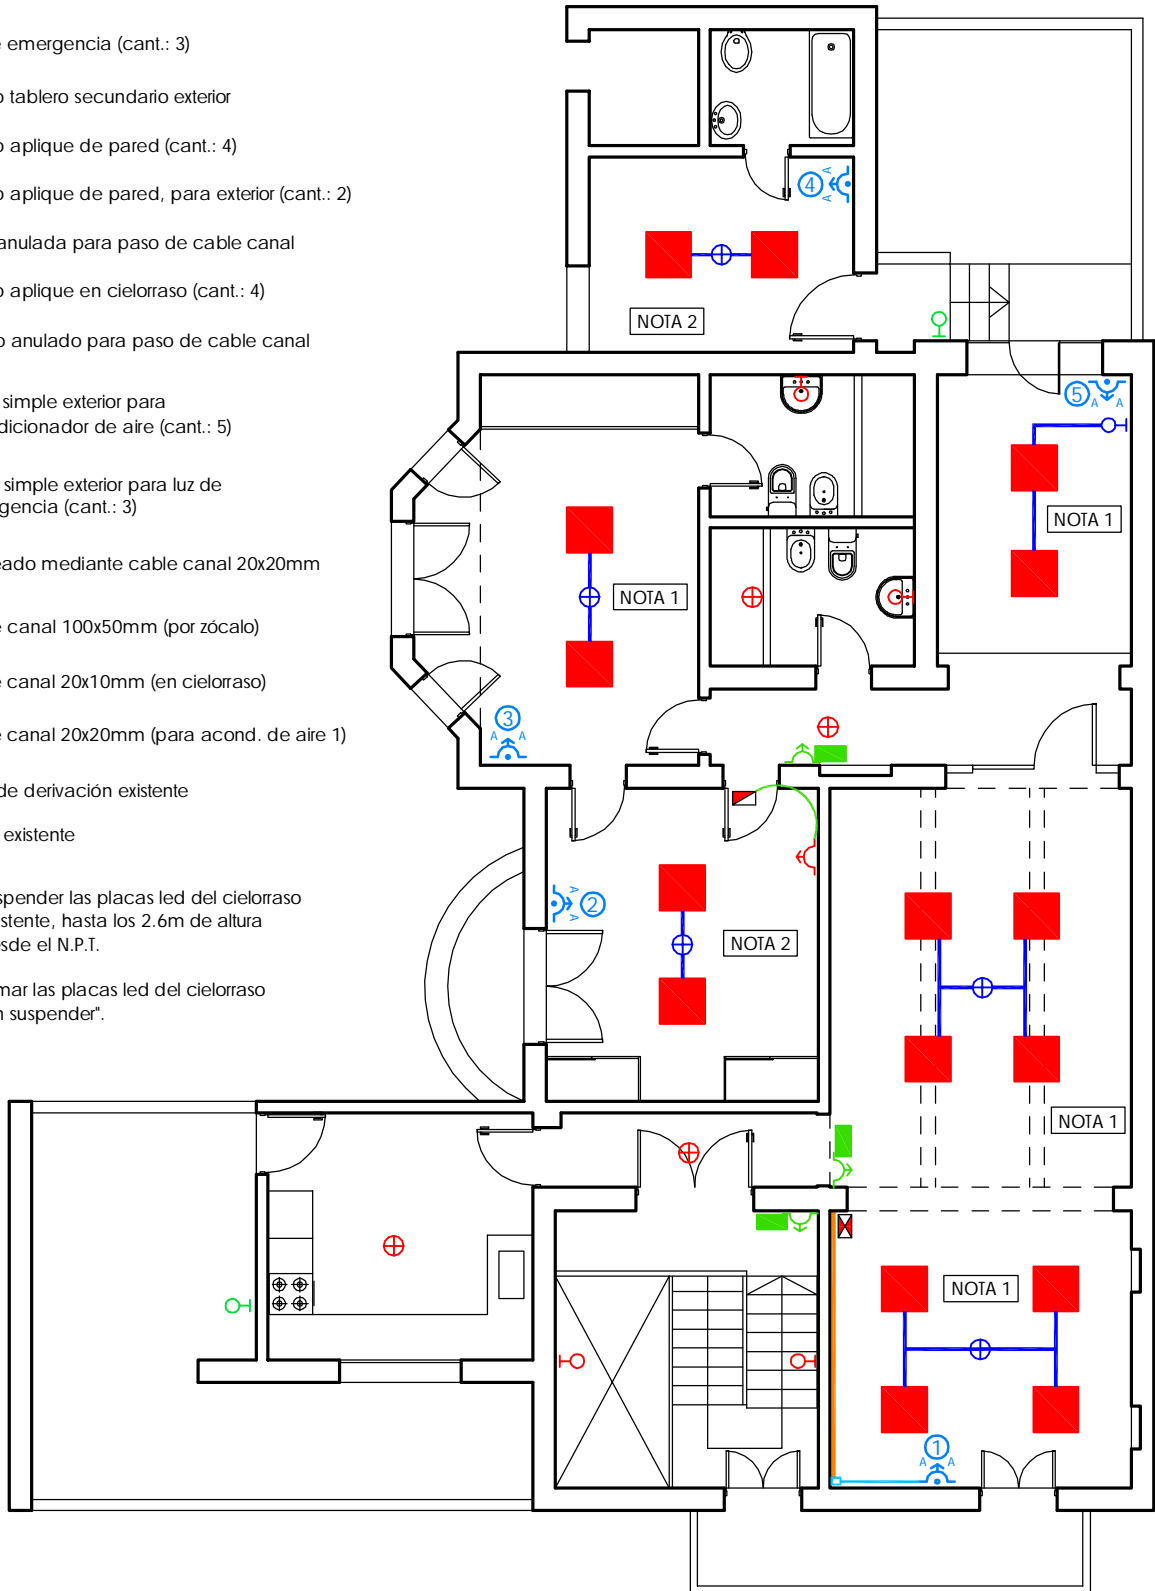 emergencia (cant.: 3)
tablero secundario exterior
aplique de pared (cant.: 4)
aplique de pared, para exterior (cant.: 2)
anulada para paso de cable canal
aplique en cielorraso (cant.: 4)
anulado para paso de cable canal
simple exterior para
dicionador de aire (cant.: 5)
simple exterior para luz de
gencia (cant.: 3)
eado mediante cable canal 20x20mm
e canal 100x50mm (por zócalo)
e canal 20x10mm (en cielorraso)
e canal 20x20mm (para acond. de aire 1)
de derivación existente
existente
spender las placas led del cielorraso
stente, hasta los 2.6m de altura
sde el N.P.T.
mar las placas led del cielorraso
n suspender".
4
A
A
NOTA 2
5
A A
NOTA 1
NOTA 1
3
A A
2
A
A
NOTA 2
NOTA 1
NOTA 1
1
A A